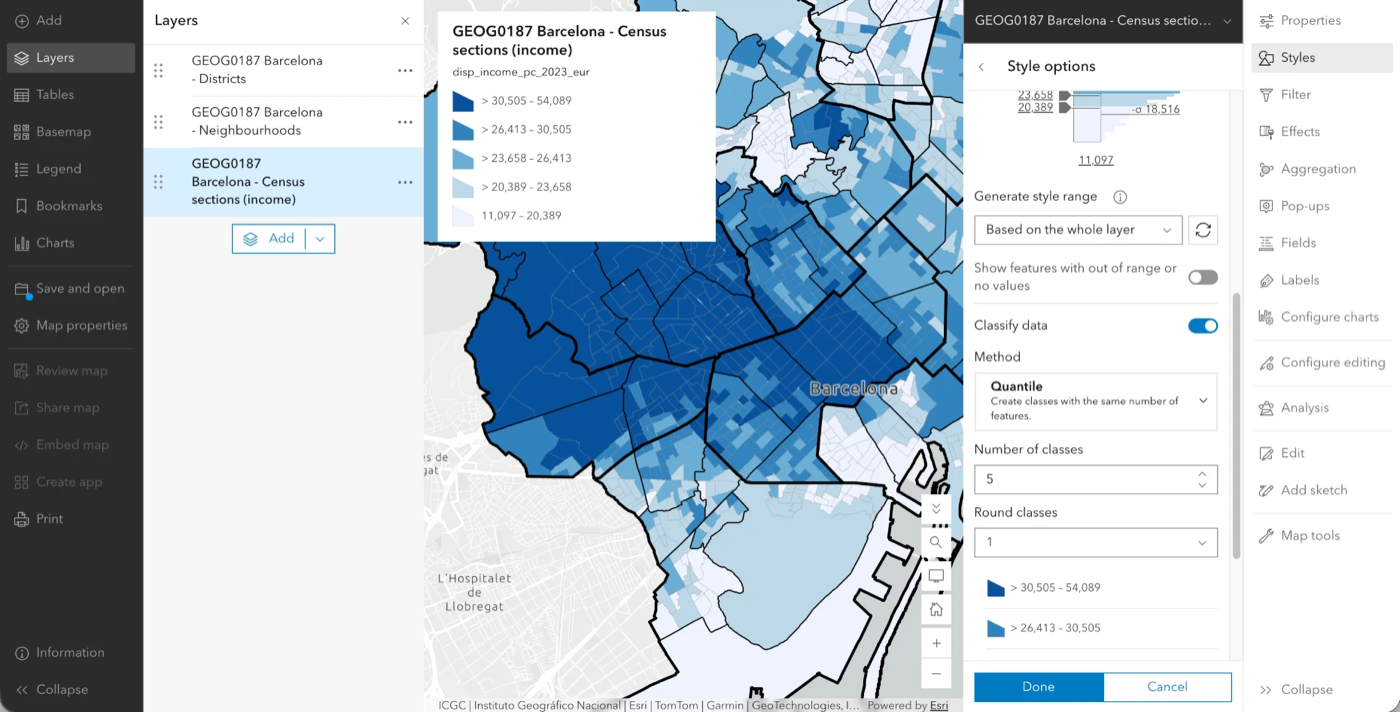 Add
Layers
Tables
Basemap
Legend
Bookmarks
Charts
Save and open
Map properties
Review map
Share map
Embed map
Create app
Print
Information
Collapse
Layers
GEOG0187 Barcelona
- Districts
GEOG0187 Barcelona
- Neighbourhoods
GEOG0187
Barcelona - Census
sections (income)
Add
GEOG0187 Barcelona - Census
sections (income)
disp_income_pc_2023_eur
> 30,505 – 54,089
> 26,413 – 30,505
> 23,658 – 26,413
> 20,389 – 23,658
11,097 – 20,389
Barcelona
es de
gat
L'Hospitalet
de
Llobregat
ICGC | Instituto Geográfico Nacional | Esri | TomTom | Garmin | GeoTechnologies, I... Powered by Esri
GEOG0187 Barcelona - Census sectio...
Style options
23,658
20,389
-σ 18,516
11,097
Generate style range
Based on the whole layer
Show features with out of range or
no values
Classify data
Method
Quantile
Create classes with the same number of
features.
Number of classes
5
Round classes
1
> 30,505 – 54,089
> 26,413 – 30,505
Done
Cancel
Properties
Styles
Filter
Effects
Aggregation
Pop-ups
Fields
Labels
Configure charts
Configure editing
Analysis
Edit
Add sketch
Map tools
Collapse